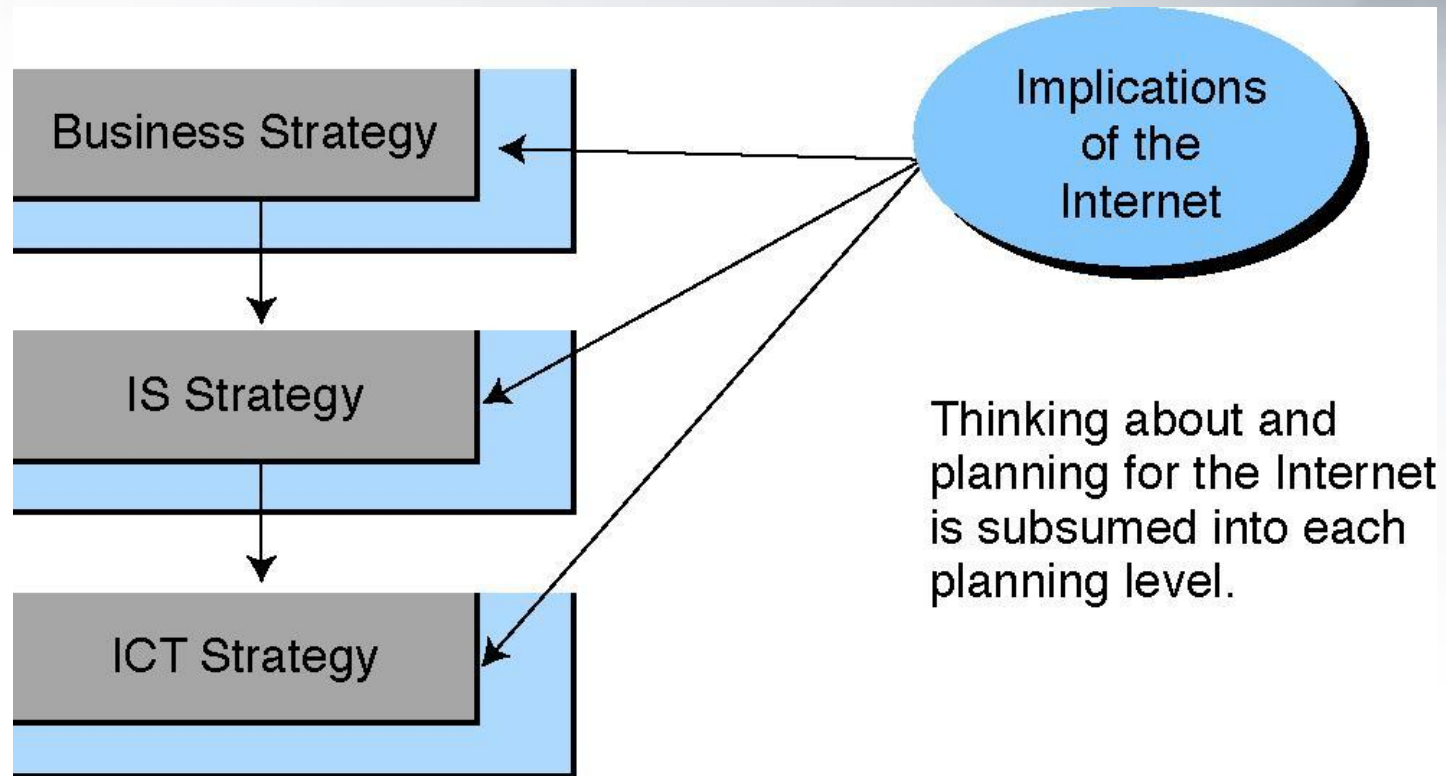 Business Strategy
Implications
of the
Internet
IS Strategy
Thinking about and
planning for the Internet
is subsumed into each
planning level.
ICT Strategy